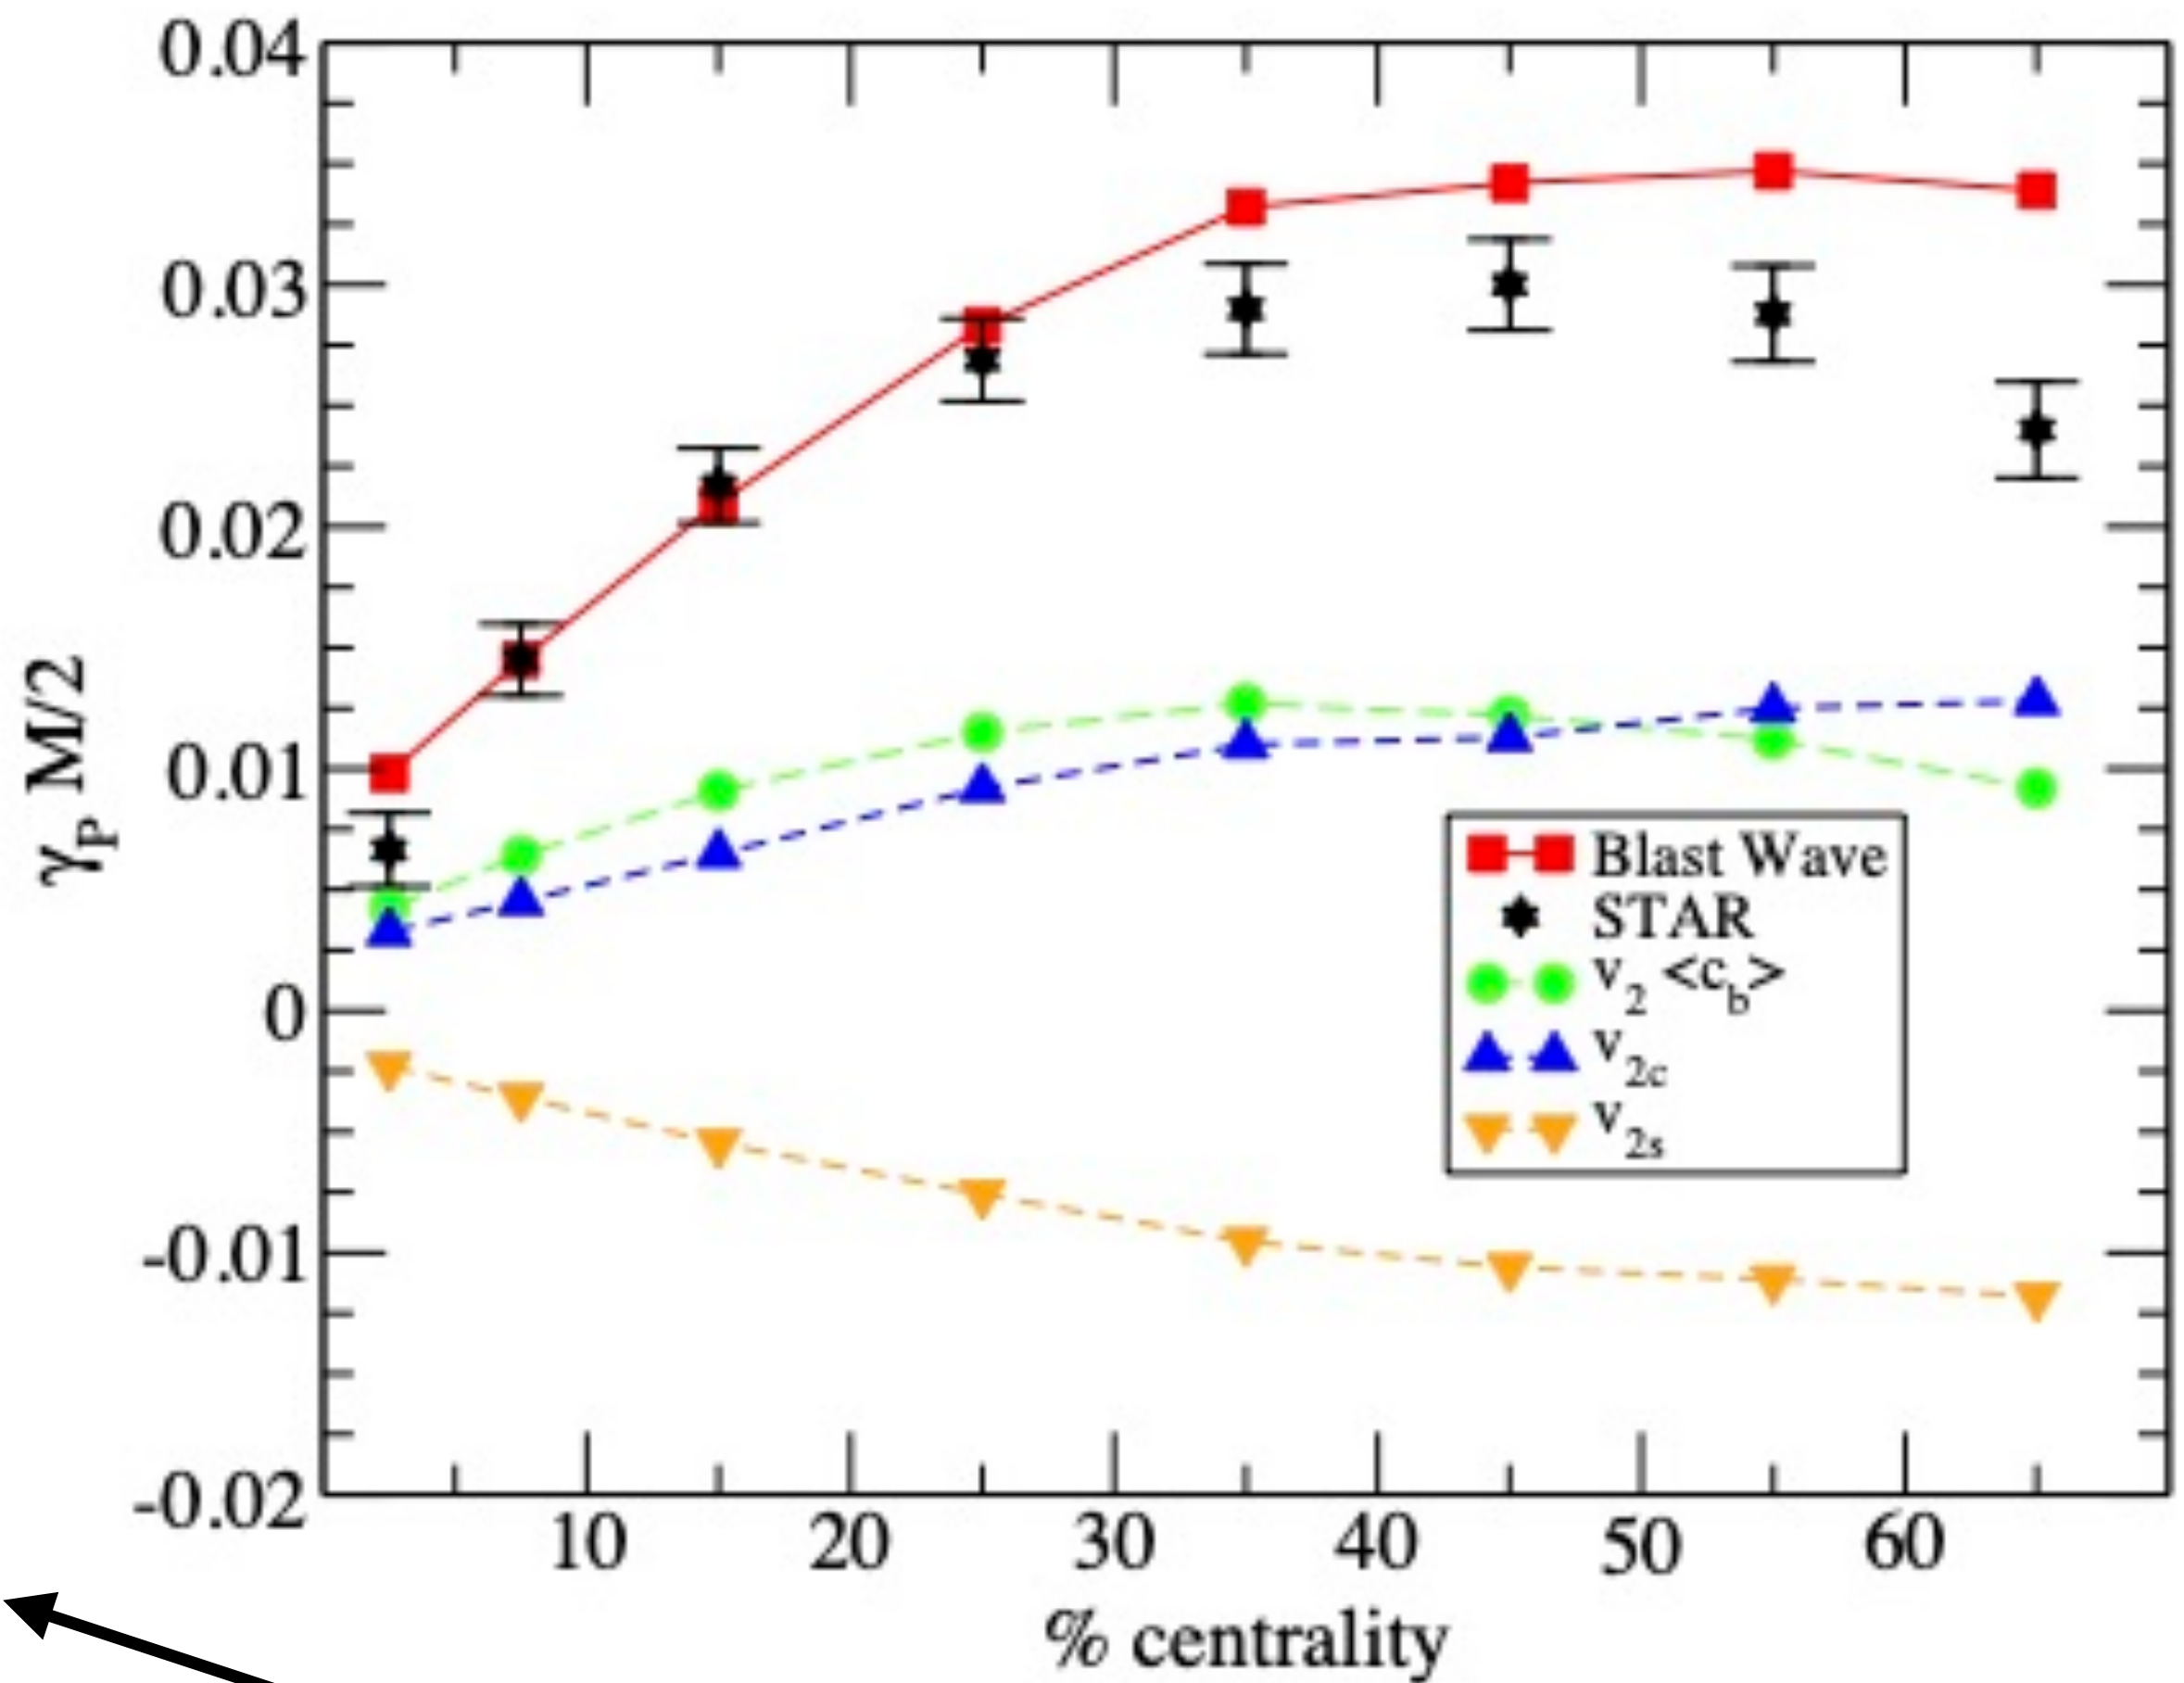 0.04
0.03
0.02
0.01
0
-0.01
-0.02
γP M/2
Blast Wave
STAR
v2 <cb>
v2c
v2s
10 20 30 40 50 60
% centrality